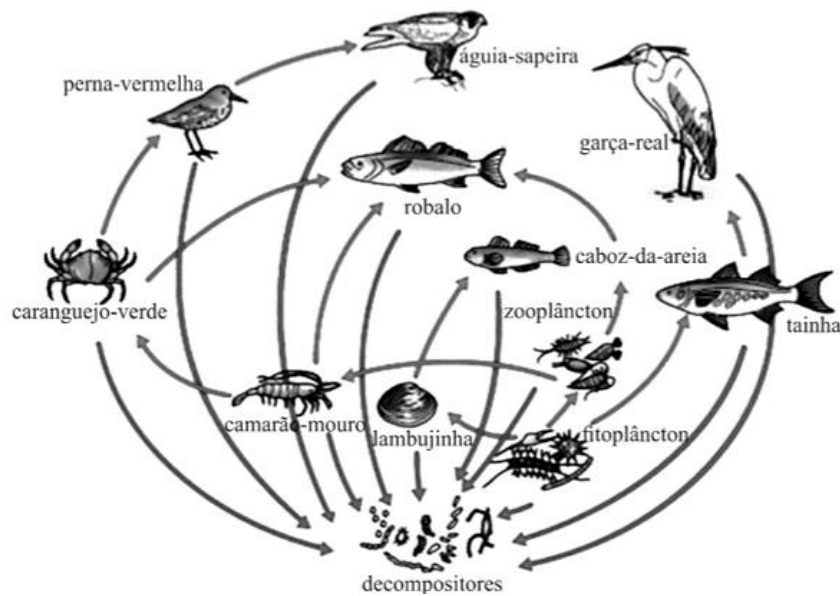 águia-sapeira
perna-vermelha
garça-real
robalo
caboz-da-areia
caranguejo-verde
zooplâncton
tainha
camarão-mouro
lambujinha
fitoplâncton
decompositores